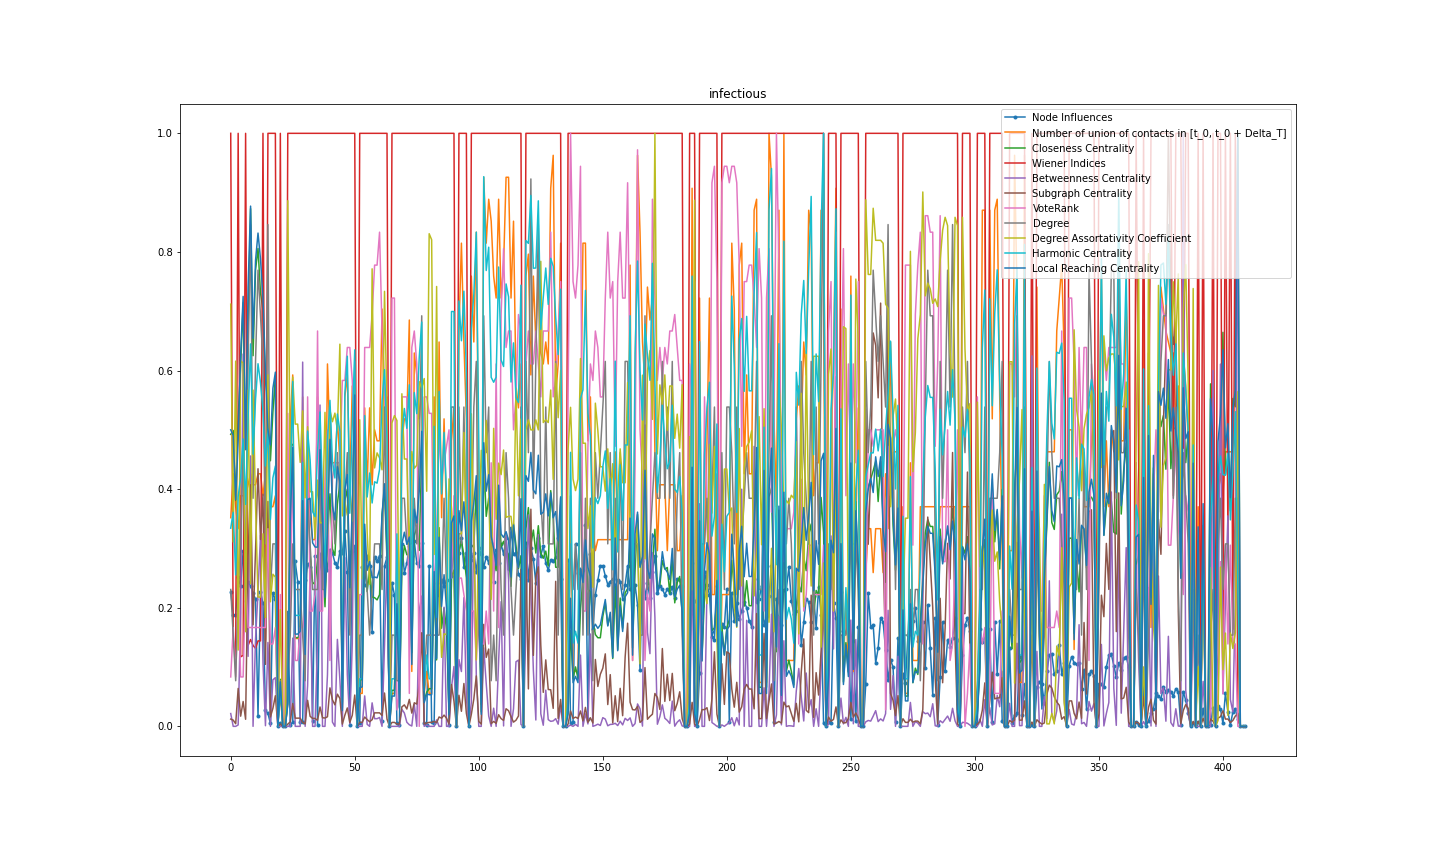 infectious
1.0
0.8
0.6
0.4
0.2
0.0
0 50 100 150 200 250 300 350 400
Node Influences
Number of union of contacts in [t_0, t_0 + Delta_T]
Closeness Centrality
Wiener Indices
Betweenness Centrality
Subgraph Centrality
VoteRank
Degree
Degree Assortativity Coefficient
Harmonic Centrality
Local Reaching Centrality